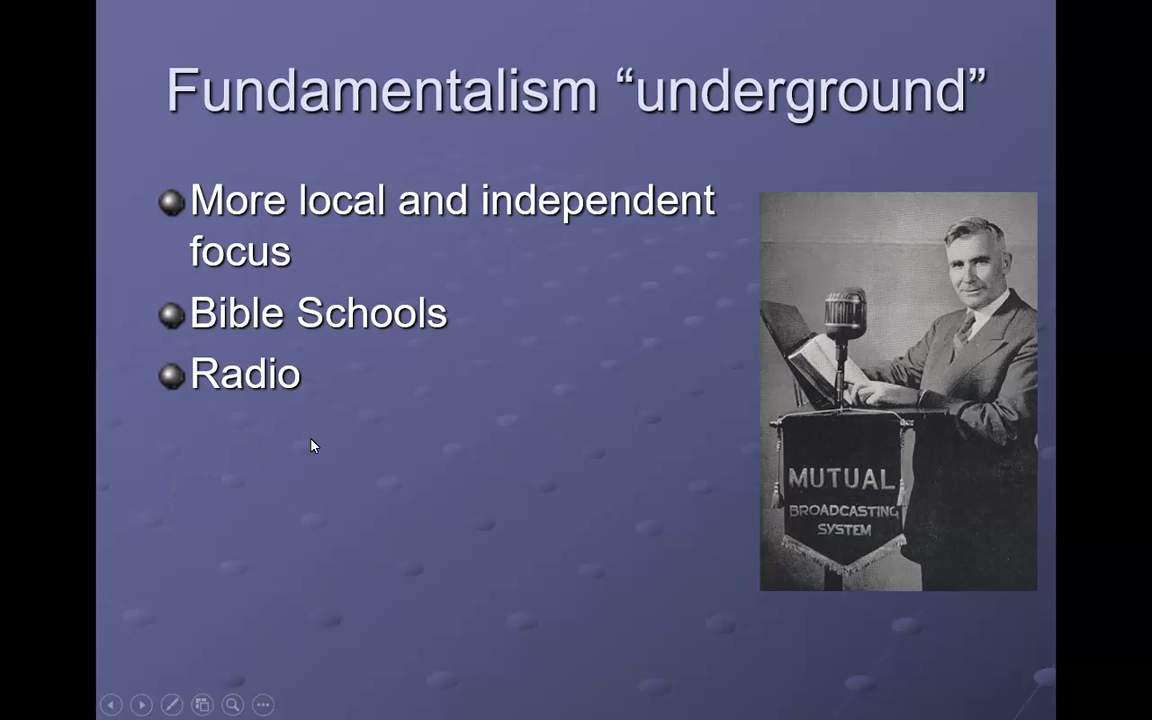 Fundamentalism “underground”
More local and independent
focus
Bible Schools
Radio
MUTUAL
BROADCASTING
SYSTEM